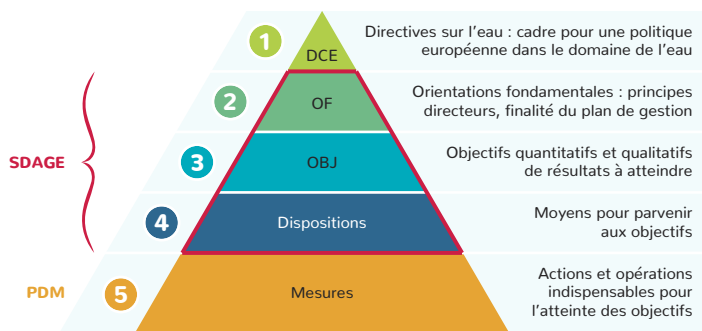 1
DCE
Directives sur l'eau : cadre pour une politique
européenne dans le domaine de l'eau
2
OF
Orientations fondamentales : principes
directeurs, finalité du plan de gestion
SDAGE
3
OBJ
Objectifs quantitatifs et qualitatifs
de résultats à atteindre
4
Dispositions
Moyens pour parvenir
aux objectifs
PDM
5
Mesures
Actions et opérations
indispensables pour
l'atteinte des objectifs